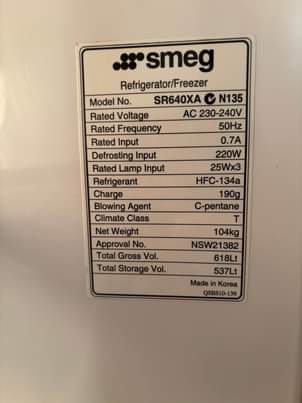 smeg
Refrigerator/Freezer
Model No. SR640XA N135
Rated Voltage AC 230-240V
Rated Frequency 50Hz
Rated Input 0.7A
Defrosting Input 220W
Rated Lamp Input 25Wx3
Refrigerant HFC-134a
Charge 190g
Blowing Agent C-pentane
Climate Class T
Net Weight 104kg
Approval No. NSW21382
Total Gross Vol. 618Lt
Total Storage Vol. 537Lt
Made in Korea